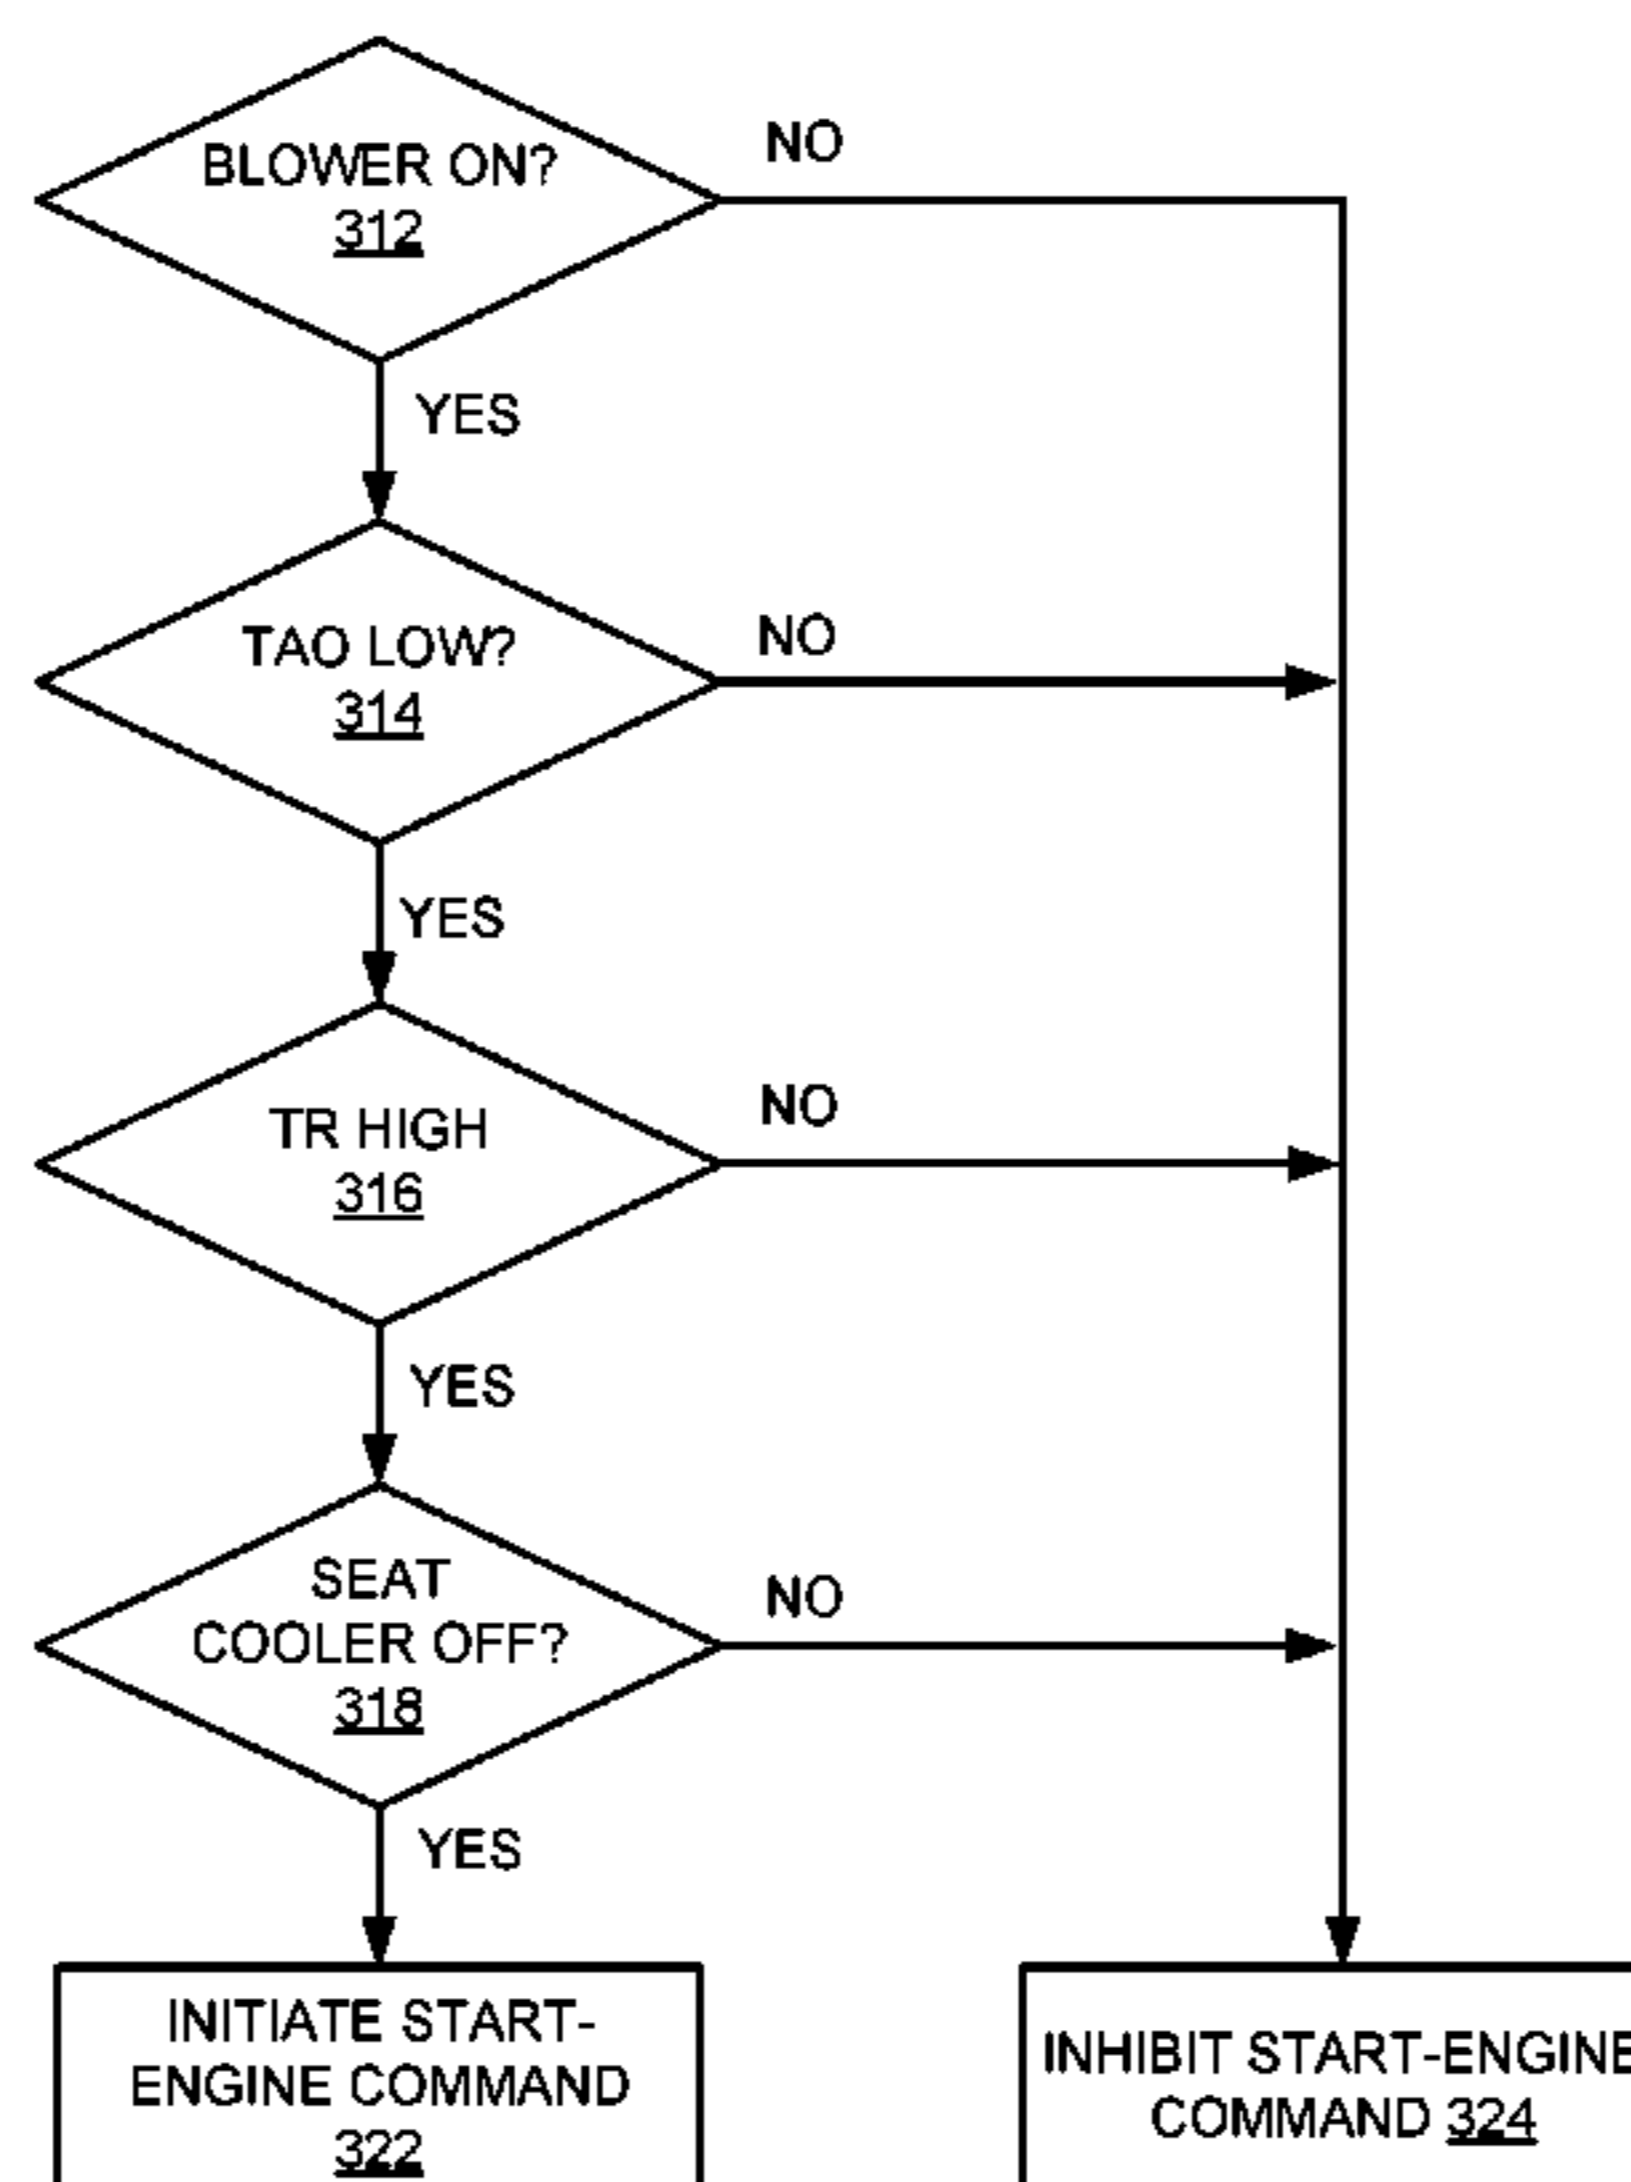 BLOWER ON?
312
NO
YES
TAO LOW?
314
NO
YES
TR HIGH
316
NO
YES
SEAT
COOLER OFF?
318
NO
YES
INITIATE START-
ENGINE COMMAND
322
INHIBIT START-ENGINE
COMMAND 324